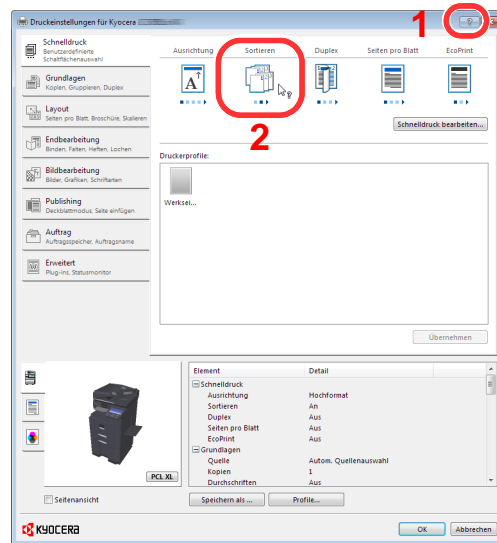 Druckeinstellungen für Kyocera
?
1
Schnelldruck
Benutzerdefinierte
Schaltflächenauswahl
Grundlagen
Kopien, Gruppieren, Duplex
Layout
Seiten pro Blatt, Broschüre, Skalieren
Endbearbeitung
Binden, Falten, Heften, Lochen
Bildbearbeitung
Bilder, Grafiken, Schriftarten
Publishing
Deckblattmodus, Seite einfügen
Auftrag
Auftragsspeicher, Auftragsname
Erweitert
Plug-ins, Statusmonitor
Ausrichtung Sortieren Duplex Seiten pro Blatt EcoPrint
A
1 2
2
Schnelldruck bearbeiten...
Druckerprofile:
Werksei...
Übernehmen
PCL XL
Seitenansicht
Element Detail
Schnelldruck
Ausrichtung Hochformat
Sortieren An
Duplex Aus
Seiten pro Blatt Aus
EcoPrint Aus
Grundlagen
Quelle Autom. Quellenauswahl
Kopien 1
Durchschriften Aus
Speichern als ... Profile...
KYOCERA
OK Abbrechen